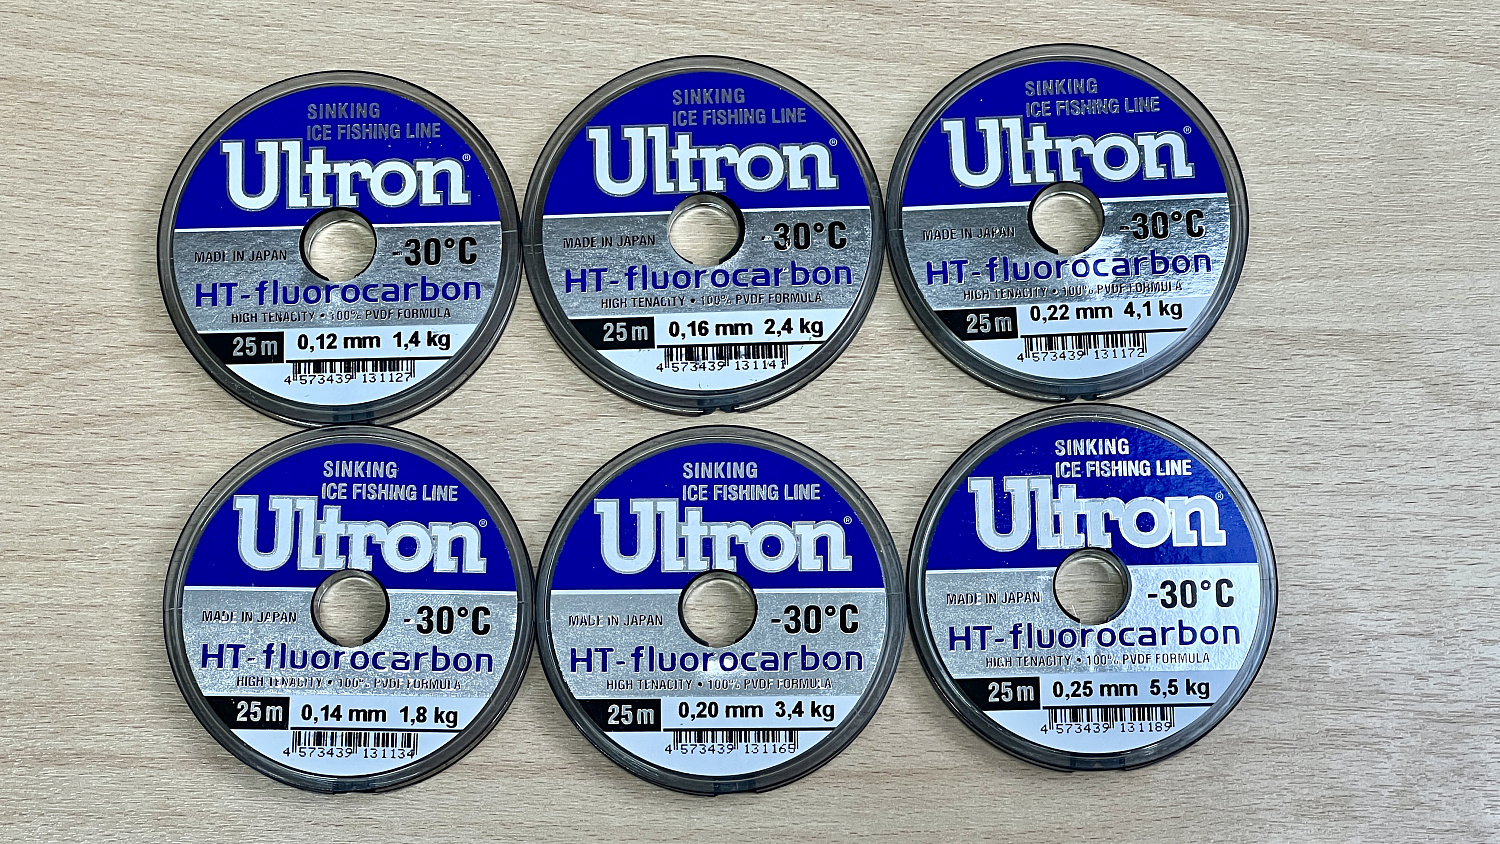 SINKING
ICE FISHING LINE
Ultron®
MADE IN JAPAN
-30°C
HT-fluorocarbon
HIGH TENACITY • 100% PVDF FORMULA
25m 0,12 mm 1,4 kg
4 573439 131127
SINKING
ICE FISHING LINE
Ultron®
MADE IN JAPAN
-30°C
HT-fluorocarbon
HIGH TENACITY • 100% PVDF FORMULA
25m 0,16 mm 2,4 kg
4 573439 131141
SINKING
ICE FISHING LINE
Ultron®
MADE IN JAPAN
-30°C
HT-fluorocarbon
HIGH TENACITY • 100% PVDF FORMULA
25m 0,22 mm 4,1 kg
4 573439 131172
SINKING
ICE FISHING LINE
Ultron®
MADE IN JAPAN
-30°C
HT-fluorocarbon
HIGH TENACITY • 100% PVDF FORMULA
25m 0,14 mm 1,8 kg
4 573439 131134
SINKING
ICE FISHING LINE
Ultron®
MADE IN JAPAN
-30°C
HT-fluorocarbon
HIGH TENACITY • 100% PVDF FORMULA
25m 0,20 mm 3,4 kg
4 573439 131165
SINKING
ICE FISHING LINE
Ultron®
MADE IN JAPAN
-30°C
HT-fluorocarbon
HIGH TENACITY • 100% PVDF FORMULA
25m 0,25 mm 5,5 kg
4 573439 131189